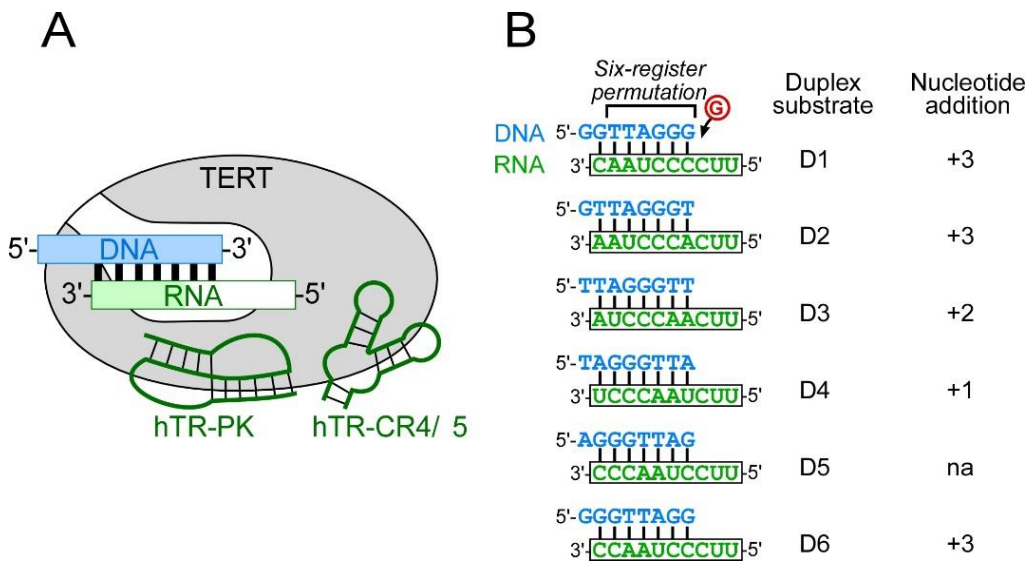 A
TERT
5'-DNA-3'
3'-RNA-5'
hTR-PK
hTR-CR4/ 5
B
Six-register
permutation
Duplex
substrate
Nucleotide
addition
G
DNA 5'-GGTTAGGG
RNA 3'-CAAUCCCCUU-5'
D1 +3
5'-GTTAGGGT
3'-AAUCCCACUU-5'
D2 +3
5'-TTAGGGTT
3'-AUCCCAACUU-5'
D3 +2
5'-TAGGGTTA
3'-UCCCAAUCUU-5'
D4 +1
5'-AGGGTTAG
3'-CCCAAUCCUU-5'
D5 na
5'-GGGTTAGG
3'-CCAAUCCCUU-5'
D6 +3